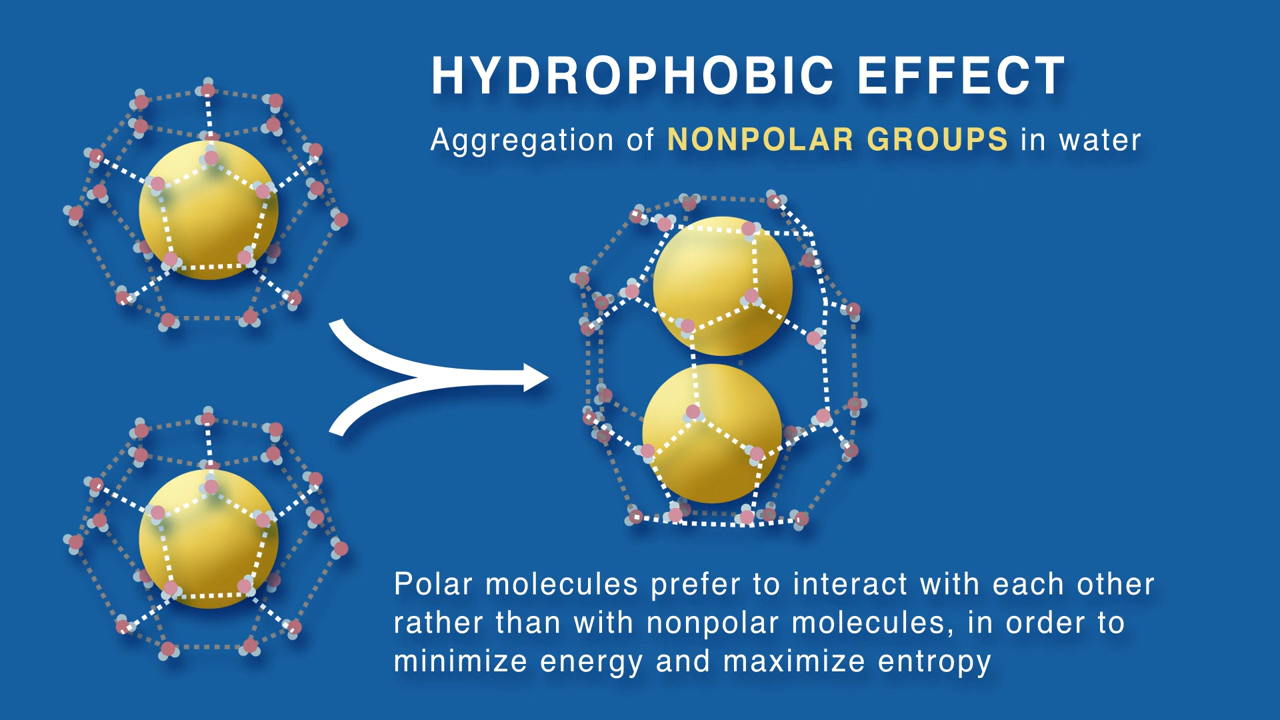 HYDROPHOBIC EFFECT
Aggregation of NONPOLAR GROUPS in water
Polar molecules prefer to interact with each other
rather than with nonpolar molecules, in order to
minimize energy and maximize entropy